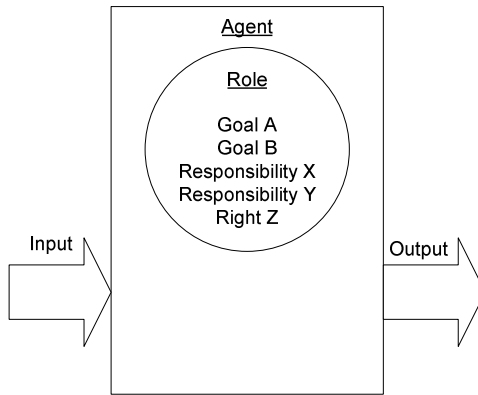 Agent
Role
Goal A
Goal B
Responsibility X
Responsibility Y
Right Z
Input
Output